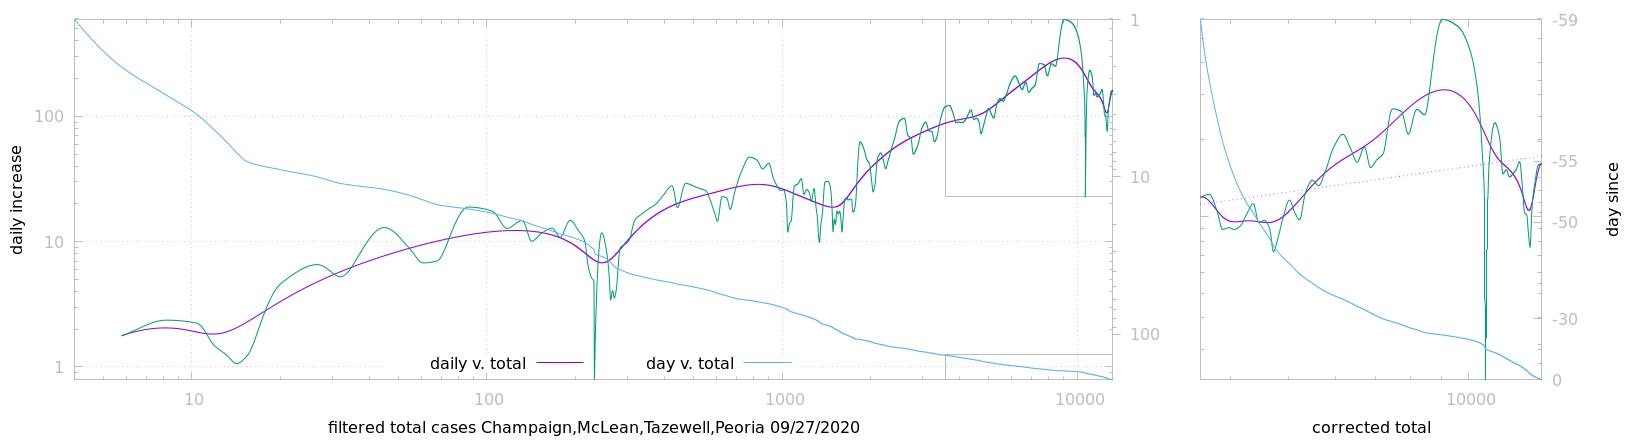 daily increase
100
10
1
daily v. total
day v. total
10
100
1000
10000
1
10
100
filtered total cases Champaign,McLean,Tazewell,Peoria 09/27/2020
-59
-55
-50
-30
0
day since
10000
corrected total